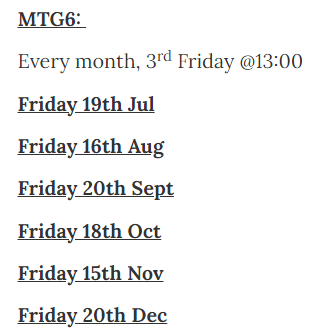 MTG6:
Every month, 3rd Friday @13:00
Friday 19th Jul
Friday 16th Aug
Friday 20th Sept
Friday 18th Oct
Friday 15th Nov
Friday 20th Dec